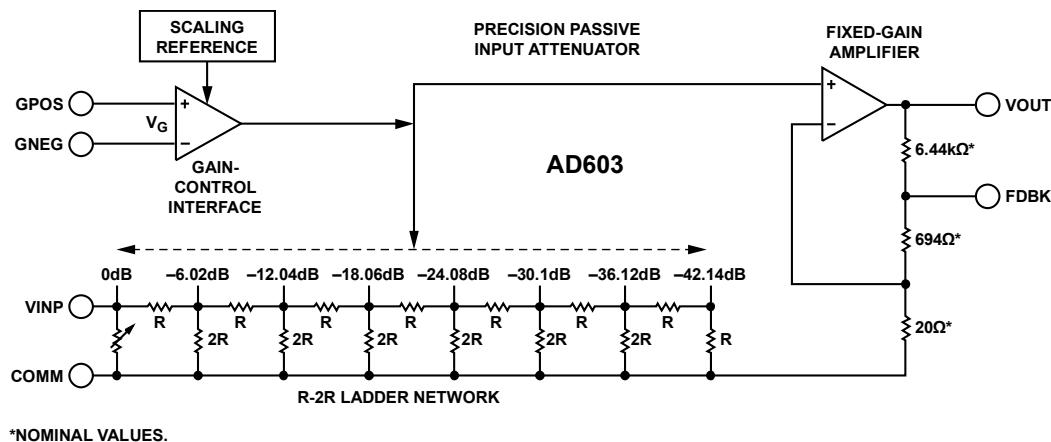 SCALING
REFERENCE
PRECISION PASSIVE
INPUT ATTENUATOR
FIXED-GAIN
AMPLIFIER
GPOS
+
VG
GNEG
−
GAIN-
CONTROL
INTERFACE
+
−
VOUT
6.44kΩ*
AD603
FDBK
694Ω*
0dB −6.02dB −12.04dB −18.06dB −24.08dB −30.1dB −36.12dB −42.14dB
VINP
R R R R R R R
2R 2R 2R 2R 2R 2R R
20Ω*
COMM
R-2R LADDER NETWORK
*NOMINAL VALUES.